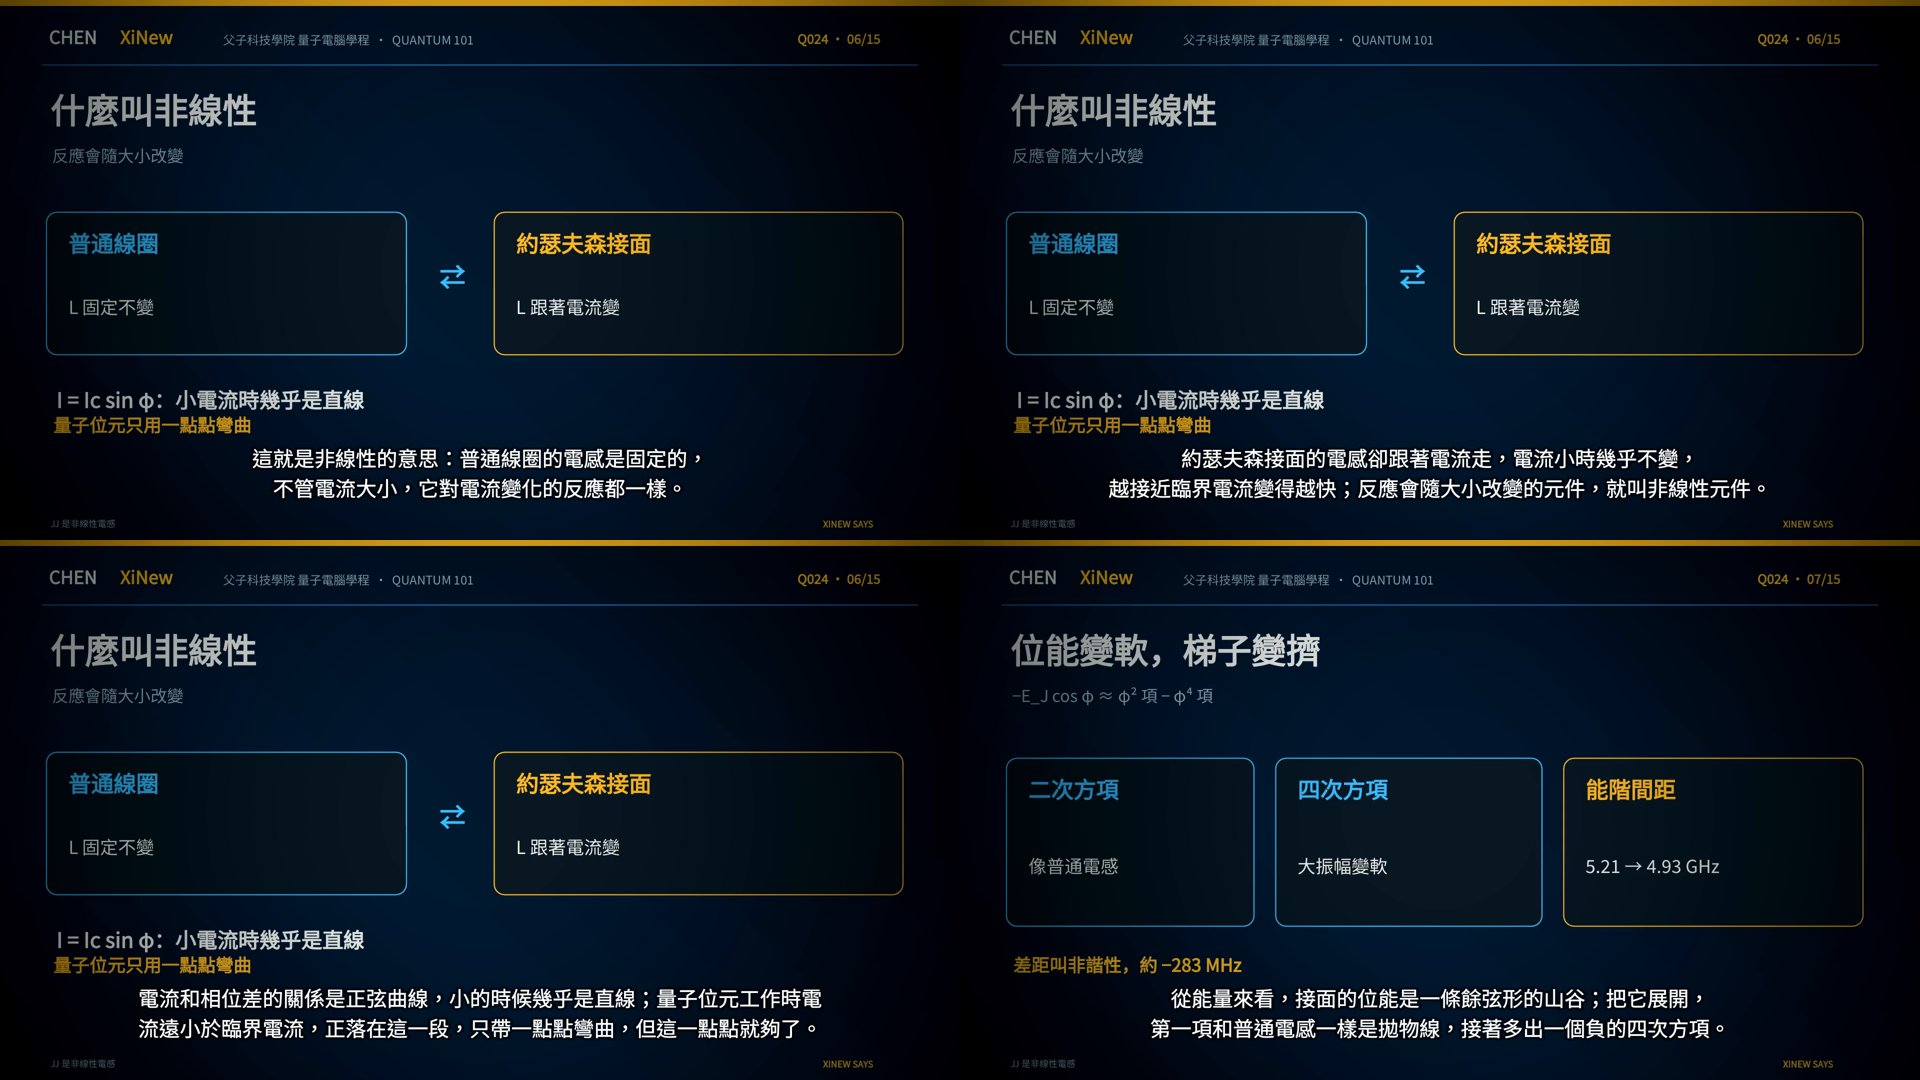 CHEN XiNew 父子科技學院 量子電腦學程 · QUANTUM 101 Q024 · 06/15
什麼叫非線性
反應會隨大小改變
普通線圈
L 固定不變
⇄
約瑟夫森接面
L 跟著電流變
I = Ic sin φ：小電流時幾乎是直線
量子位元只用一點點彎曲
這就是非線性的意思：普通線圈的電感是固定的，
不管電流大小，它對電流變化的反應都一樣。
JJ 是非線性電感 XINEW SAYS
CHEN XiNew 父子科技學院 量子電腦學程 · QUANTUM 101 Q024 · 06/15
什麼叫非線性
反應會隨大小改變
普通線圈
L 固定不變
⇄
約瑟夫森接面
L 跟著電流變
I = Ic sin φ：小電流時幾乎是直線
量子位元只用一點點彎曲
約瑟夫森接面的電感卻跟著電流走，電流小時幾乎不變，
越接近臨界電流變得越快；反應會隨大小改變的元件，就叫非線性元件。
JJ 是非線性電感 XINEW SAYS
CHEN XiNew 父子科技學院 量子電腦學程 · QUANTUM 101 Q024 · 06/15
什麼叫非線性
反應會隨大小改變
普通線圈
L 固定不變
⇄
約瑟夫森接面
L 跟著電流變
I = Ic sin φ：小電流時幾乎是直線
量子位元只用一點點彎曲
電流和相位差的關係是正弦曲線，小的時候幾乎是直線；量子位元工作時電
流遠小於臨界電流，正落在這一段，只帶一點點彎曲，但這一點點就夠了。
JJ 是非線性電感 XINEW SAYS
CHEN XiNew 父子科技學院 量子電腦學程 · QUANTUM 101 Q024 · 07/15
位能變軟，梯子變擠
−E_J cos φ ≈ φ² 項 − φ⁴ 項
二次方項
像普通電感
四次方項
大振幅變軟
能階間距
5.21 → 4.93 GHz
差距叫非諧性，約 −283 MHz
從能量來看，接面的位能是一條餘弦形的山谷；把它展開，
第一項和普通電感一樣是拋物線，接著多出一個負的四次方項。
JJ 是非線性電感 XINEW SAYS